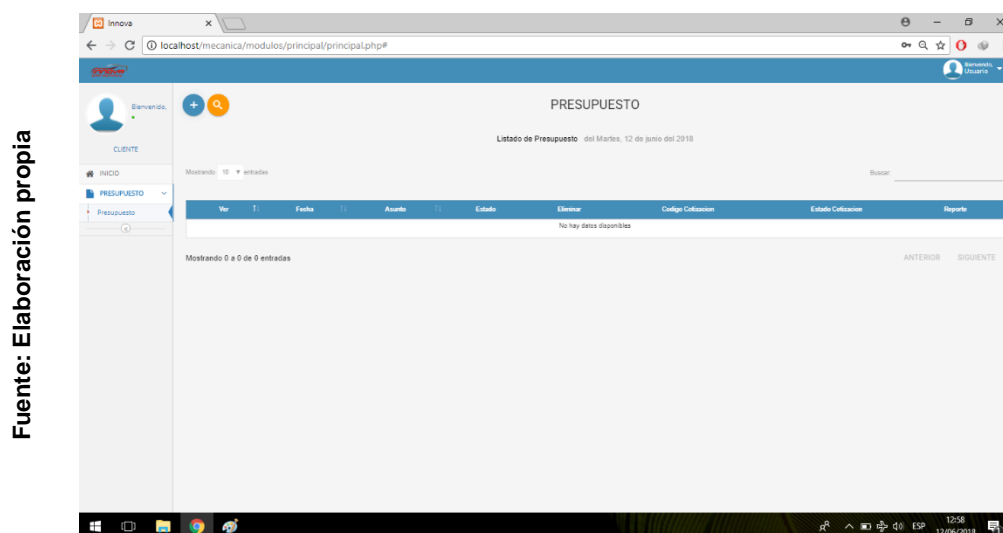 Fuente: Elaboración propia
Innova
localhost/mecanica/modulos/principal/principal.php#
Bienvenido,
Usuario
Bienvenido,
CLIENTE
INICIO
PRESUPUESTO
Presupuesto
PRESUPUESTO
Listado de Presupuesto del Martes, 12 de junio del 2018
Mostrando 10 entradas
Buscar:
Ver Fecha Asunto Estado Eliminar Codigo Cotizacion Estado Cotizacion Reporte
No hay datos disponibles
Mostrando 0 a 0 de 0 entradas
ANTERIOR SIGUIENTE
ESP
12:58
12/06/2018